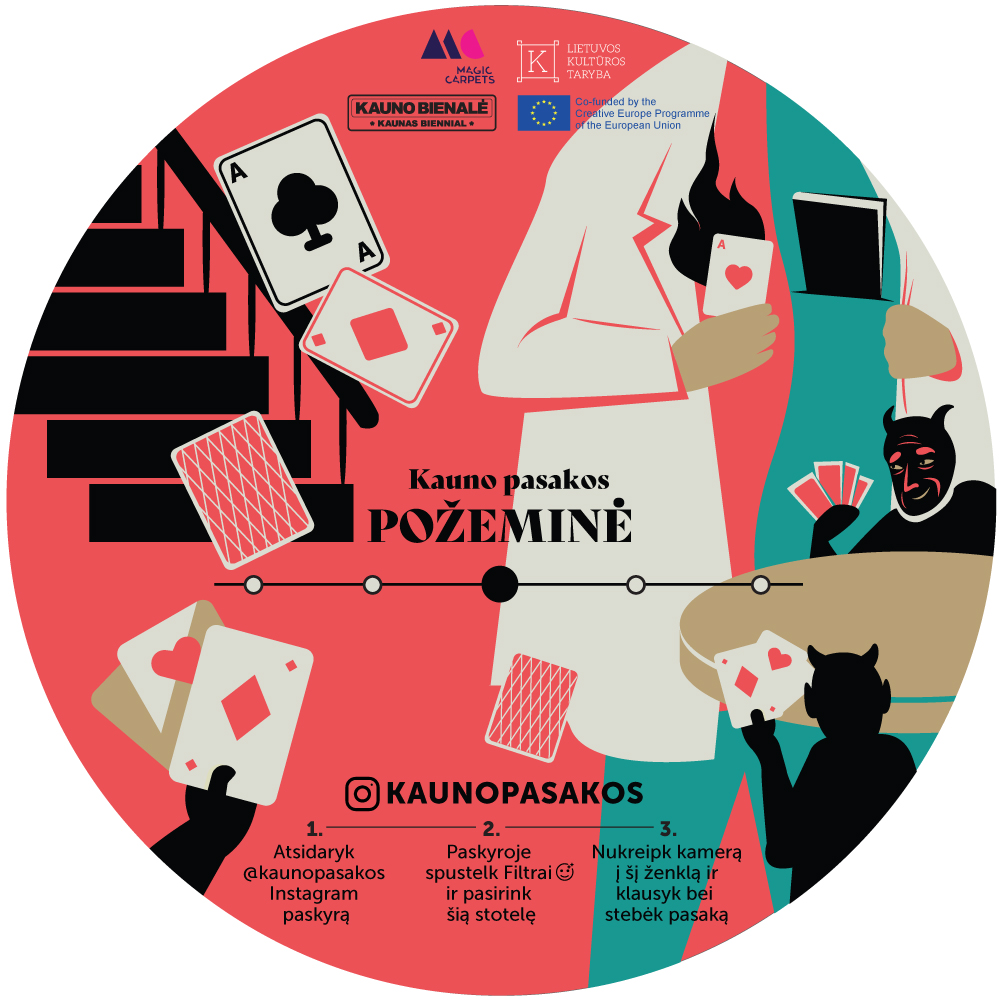 MAGIC
CARPETS
K
LIETUVOS
KULTŪROS
TARYBA
KAUNO BIENALĖ
★ KAUNAS BIENNIAL ★
Co-funded by the
Creative Europe Programme
of the European Union
A
A
A
Kauno pasakos
POŽEMINĖ
KAUNOPASAKOS
1.
Atsidaryk
@kaunopasakos
Instagram
paskyrą
2.
Paskyroje
spustelk Filtrai
ir pasirink
šią stotelę
3.
Nukreipk kamerą
į šį ženklą ir
klausyk bei
stebėk pasaką